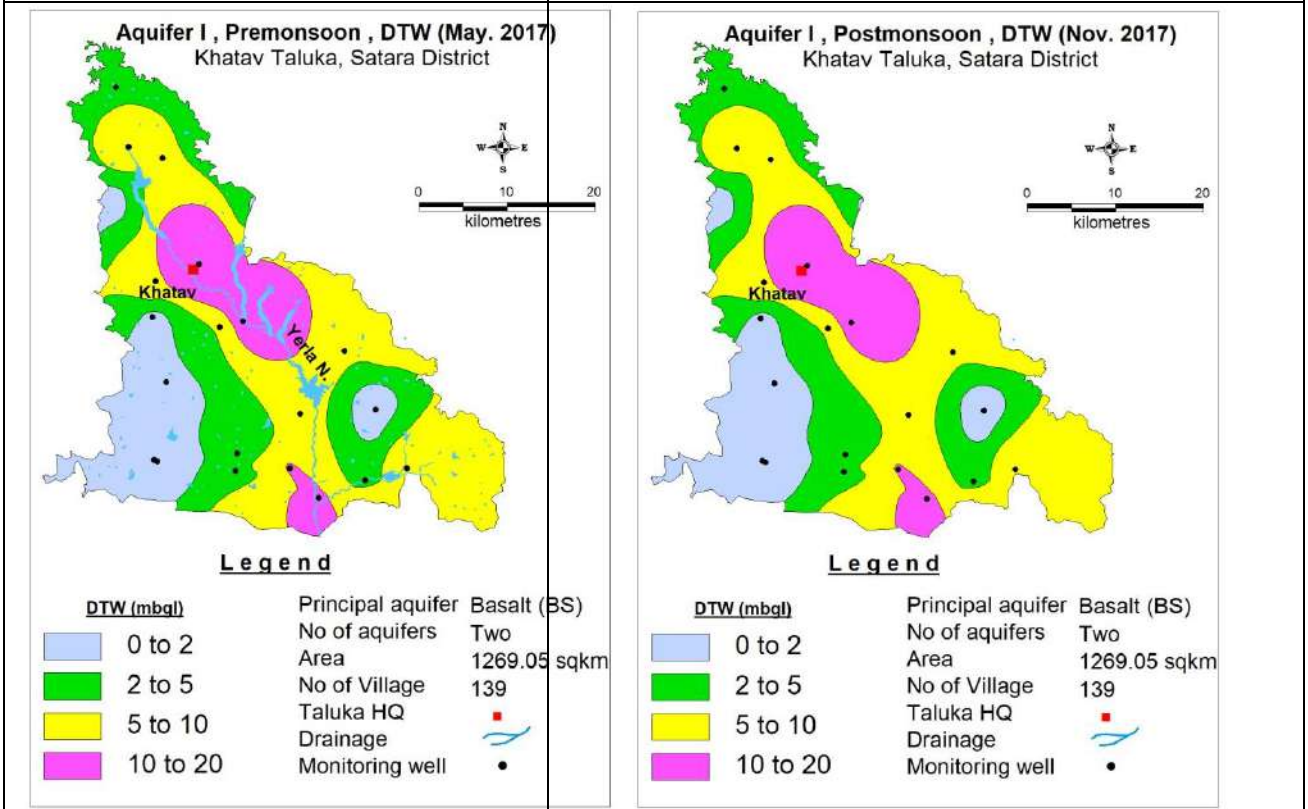 Aquifer I , Premonsoon , DTW (May. 2017)
Khatav Taluka, Satara District
N
W E
S
0 10 20
kilometres
Khatav
Yerla N.
Legend
DTW (mbgl)
0 to 2
2 to 5
5 to 10
10 to 20
Principal aquifer Basalt (BS)
No of aquifers Two
Area 1269.05 sqkm
No of Village 139
Taluka HQ
Drainage
Monitoring well
Aquifer I , Postmonsoon , DTW (Nov. 2017)
Khatav Taluka, Satara District
N
W E
S
0 10 20
kilometres
Khatav
Legend
DTW (mbgl)
0 to 2
2 to 5
5 to 10
10 to 20
Principal aquifer Basalt (BS)
No of aquifers Two
Area 1269.05 sqkm
No of Village 139
Taluka HQ
Drainage
Monitoring well